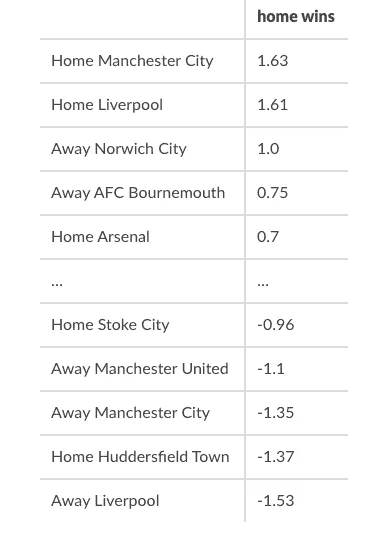 home wins
Home Manchester City 1.63
Home Liverpool 1.61
Away Norwich City 1.0
Away AFC Bournemouth 0.75
Home Arsenal 0.7
... ...
Home Stoke City -0.96
Away Manchester United -1.1
Away Manchester City -1.35
Home Huddersfield Town -1.37
Away Liverpool -1.53